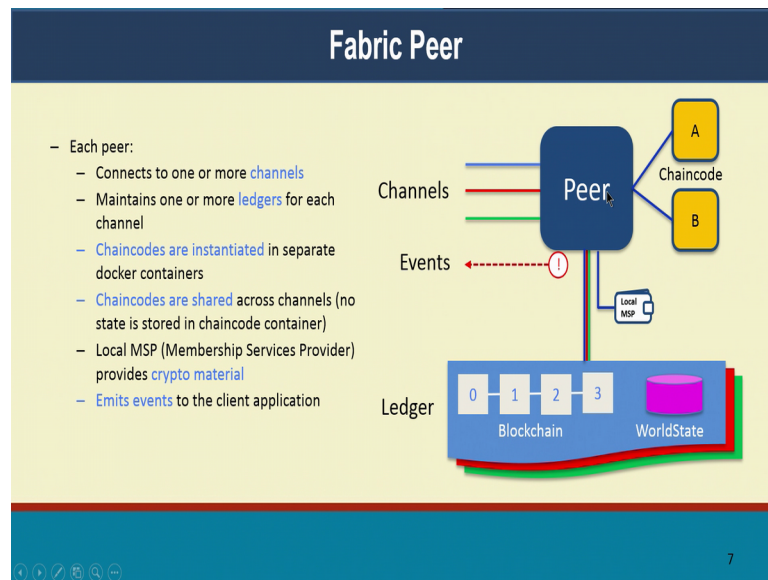 Fabric Peer
– Each peer:
– Connects to one or more channels
– Maintains one or more ledgers for each
channel
– Chaincodes are instantiated in separate
docker containers
– Chaincodes are shared across channels (no
state is stored in chaincode container)
– Local MSP (Membership Services Provider)
provides crypto material
– Emits events to the client application
Channels
Peer
A
Chaincode
B
Events
!
Local
MSP
Ledger
0 1 2 3
Blockchain
WorldState
7